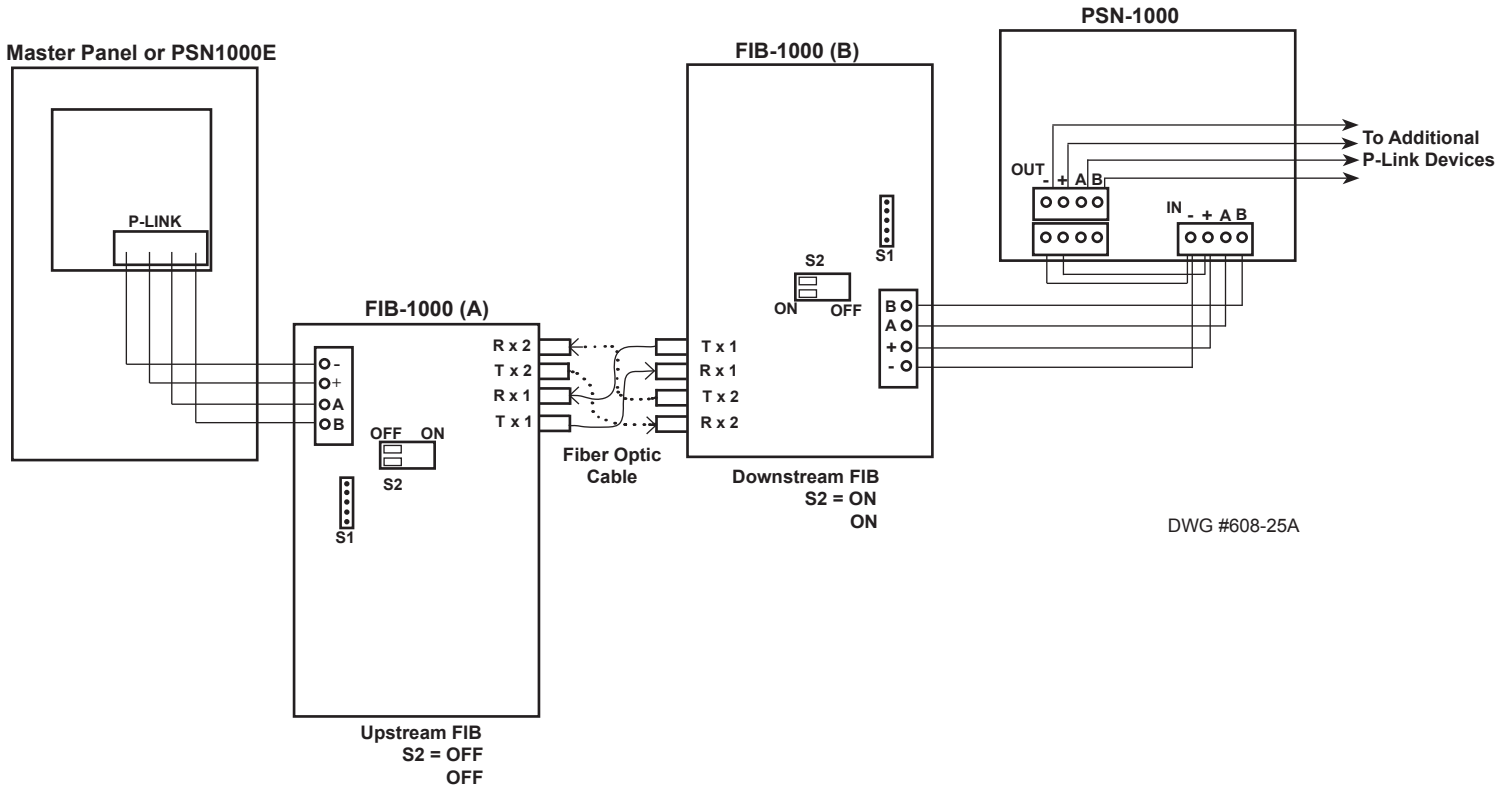 PSN-1000
Master Panel or PSN1000E
FIB-1000 (B)
To Additional
P-Link Devices
OUT
- + A B
IN - + A B
P-LINK
S1
S2
ON OFF
B
A
+
-
FIB-1000 (A)
R x 2
T x 2
R x 1
T x 1
T x 1
R x 1
T x 2
R x 2
-
+
A
B
OFF ON
S2
S1
Fiber Optic
Cable
Downstream FIB
S2 = ON
ON
DWG #608-25A
Upstream FIB
S2 = OFF
OFF